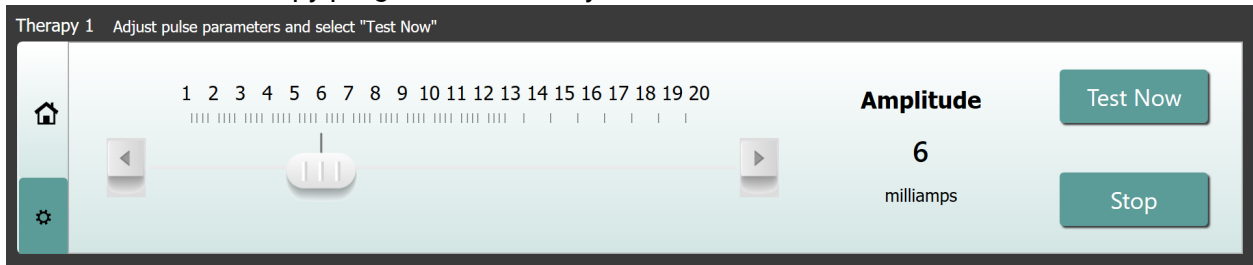 Therapy 1 Adjust pulse parameters and select "Test Now"
1 2 3 4 5 6 7 8 9 10 11 12 13 14 15 16 17 18 19 20
Amplitude
6
milliamps
Test Now
Stop